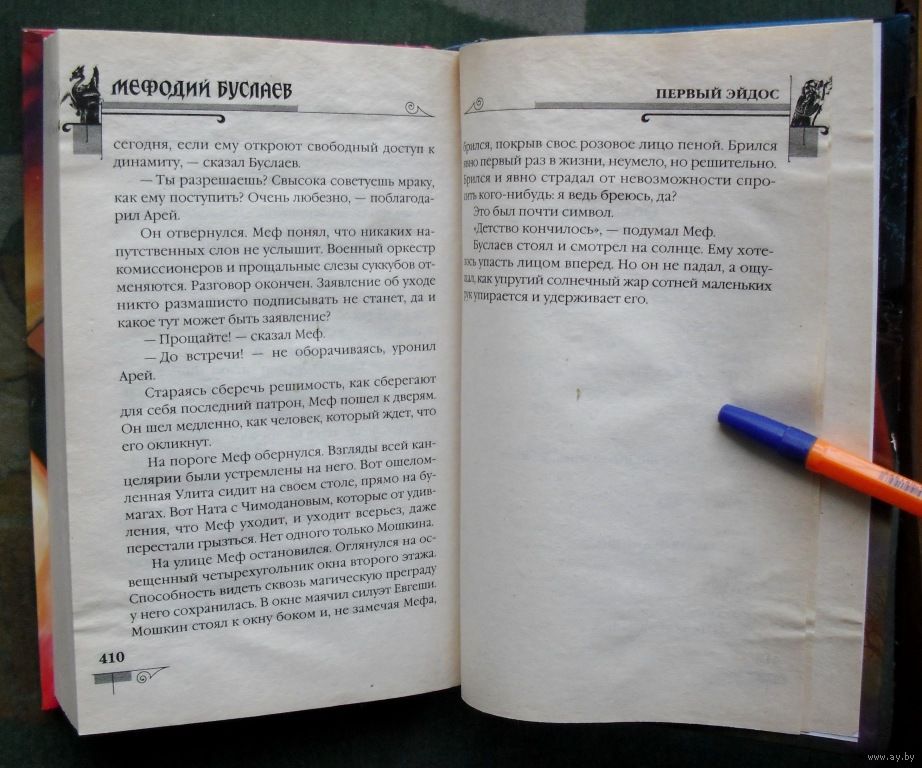 МЕФОДИЙ БУСЛАЕВ
сегодня, если ему откроют свободный доступ к
динамиту, — сказал Буслаев.
— Ты разрешаешь? Свысока советуешь мраку,
как ему поступить? Очень любезно, — поблагода-
рил Арей.
Он отвернулся. Меф понял, что никаких на-
путственных слов не услышит. Военный оркестр
комиссионеров и прощальные слезы суккубов от-
меняются. Разговор окончен. Заявление об уходе
никто размашисто подписывать не станет, да и
какое тут может быть заявление?
— Прощайте! — сказал Меф.
— До встречи! — не оборачиваясь, уронил
Арей.
Стараясь сберечь решимость, как сберегают
для себя последний патрон, Меф пошел к дверям.
Он шел медленно, как человек, который ждет, что
его окликнут.
На пороге Меф обернулся. Взгляды всей кан-
целярии были устремлены на него. Вот ошелом-
ленная Улита сидит на своем столе, прямо на бу-
магах. Вот Ната с Чимодановым, которые от удив-
ления, что Меф уходит, и уходит всерьез, даже
перестали грызться. Нет одного только Мошкина.
На улице Меф остановился. Оглянулся на ос-
вещенный четырехугольник окна второго этажа.
Способность видеть сквозь магическую преграду
у него сохранилась. В окне маячил силуэт Евгеши.
Мошкин стоял к окну боком и, не замечая Мефа,
410
ПЕРВЫЙ ЭЙДОС
брился, покрыв свое розовое лицо пеной. Брился
явно первый раз в жизни, неумело, но решительно.
Брился и явно страдал от невозможности спро-
сить кого-нибудь: я ведь бреюсь, да?
Это был почти символ.
«Детство кончилось», — подумал Меф.
Буслаев стоял и смотрел на солнце. Ему хоте-
лось упасть лицом вперед. Но он не падал, а ощу-
щал, как упругий солнечный жар сотней маленьких
рук упирается и удерживает его.
www.ay.by